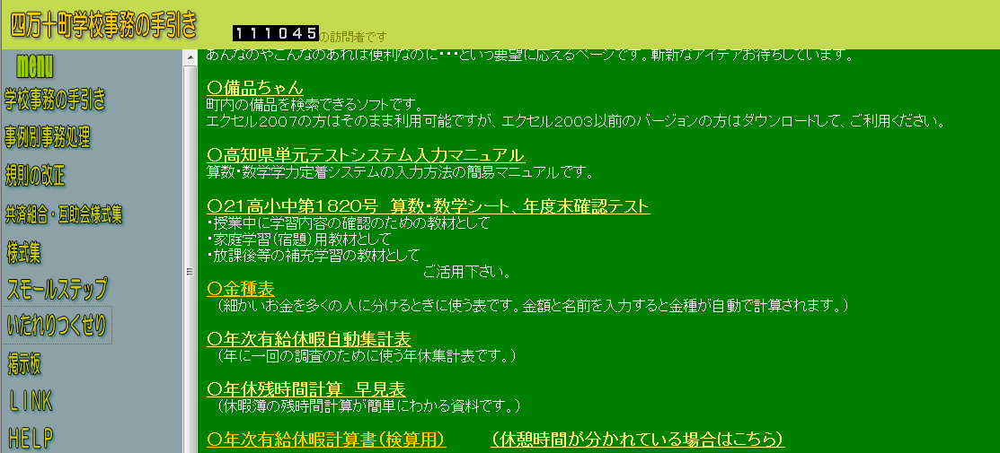 四万十町学校事務の手引き
111045の訪問者です
menu
学校事務の手引き
事例別事務処理
規則の改正
共済組合・互助会様式集
様式集
スモールステップ
いたれりつくせり
掲示板
LINK
HELP
あんなのやこんなのあれば便利なのに・・・という要望に応えるページです。斬新なアイデアお待ちしています。
○備品ちゃん
町内の備品を検索できるソフトです。
エクセル2007の方はそのまま利用可能ですが、エクセル2003以前のバージョンの方はダウンロードして、ご利用ください。
○高知県単元テストシステム入力マニュアル
算数・数学学力定着システムの入力方法の簡易マニュアルです。
○21高小中第1820号　算数・数学シート、年度末確認テスト
・授業中に学習内容の確認のための教材として
・家庭学習（宿題）用教材として
・放課後等の補充学習の教材として
ご活用下さい。
○金種表
（細かいお金を多くの人に分けるときに使う表です。金額と名前を入力すると金種が自動で計算されます。）
○年次有給休暇自動集計表
（年に一回の調査のために使う年休集計表です。）
○年休残時間計算　早見表
（休暇簿の残時間計算が簡単にわかる資料です。）
○年次有給休暇計算書（検算用）　　（休憩時間が分かれている場合はこちら）